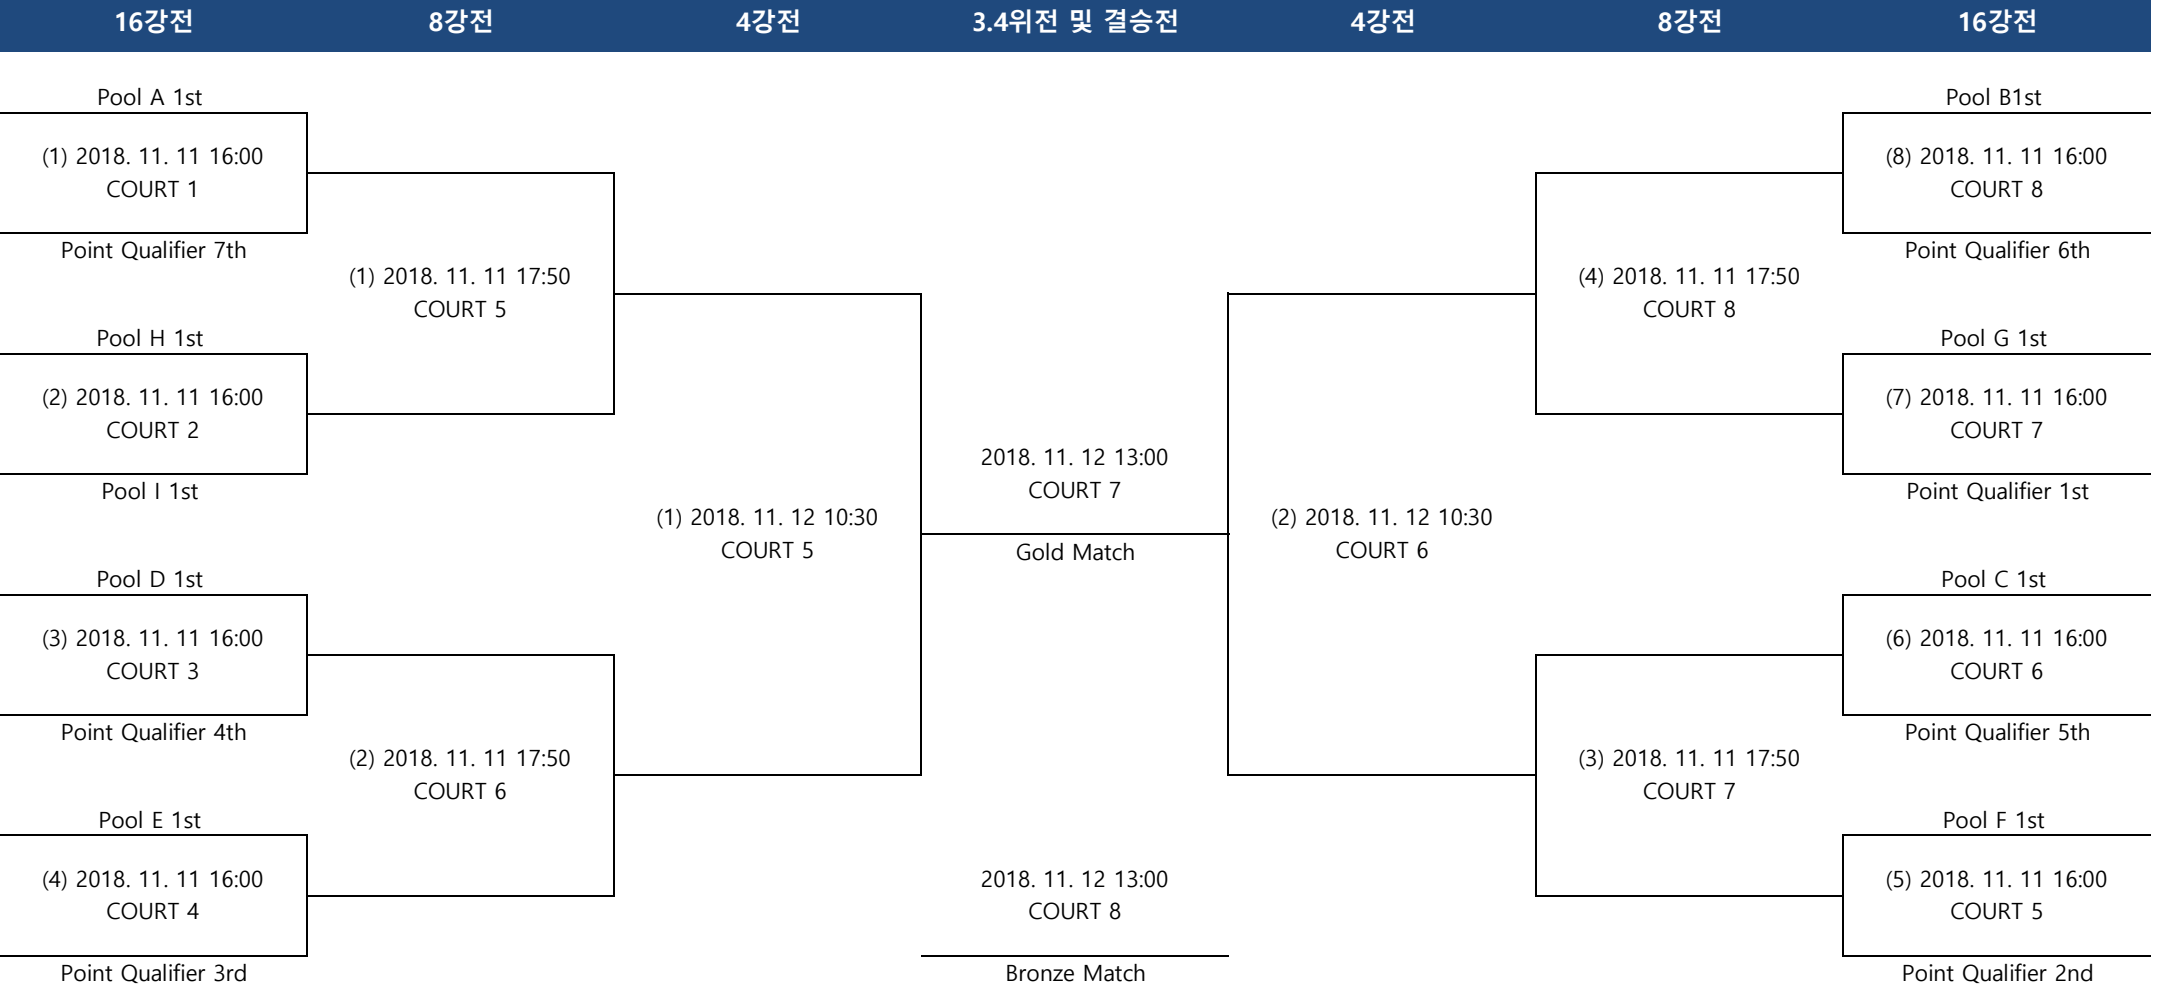 16강전
8강전
4강전
3.4위전 및 결승전
4강전
8강전
16강전
Pool A 1st
(1) 2018. 11. 11 16:00
COURT 1
Point Qualifier 7th
Pool H 1st
(2) 2018. 11. 11 16:00
COURT 2
Pool I 1st
Pool D 1st
(3) 2018. 11. 11 16:00
COURT 3
Point Qualifier 4th
Pool E 1st
(4) 2018. 11. 11 16:00
COURT 4
Point Qualifier 3rd
(1) 2018. 11. 11 17:50
COURT 5
(2) 2018. 11. 11 17:50
COURT 6
(1) 2018. 11. 12 10:30
COURT 5
2018. 11. 12 13:00
COURT 7
Gold Match
2018. 11. 12 13:00
COURT 8
Bronze Match
(2) 2018. 11. 12 10:30
COURT 6
(4) 2018. 11. 11 17:50
COURT 8
(3) 2018. 11. 11 17:50
COURT 7
Pool B1st
(8) 2018. 11. 11 16:00
COURT 8
Point Qualifier 6th
Pool G 1st
(7) 2018. 11. 11 16:00
COURT 7
Point Qualifier 1st
Pool C 1st
(6) 2018. 11. 11 16:00
COURT 6
Point Qualifier 5th
Pool F 1st
(5) 2018. 11. 11 16:00
COURT 5
Point Qualifier 2nd